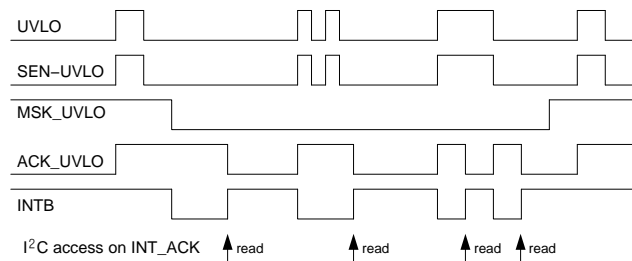 UVLO
SEN–UVLO
MSK_UVLO
ACK_UVLO
INTB
I²C access on INT_ACK read read read read